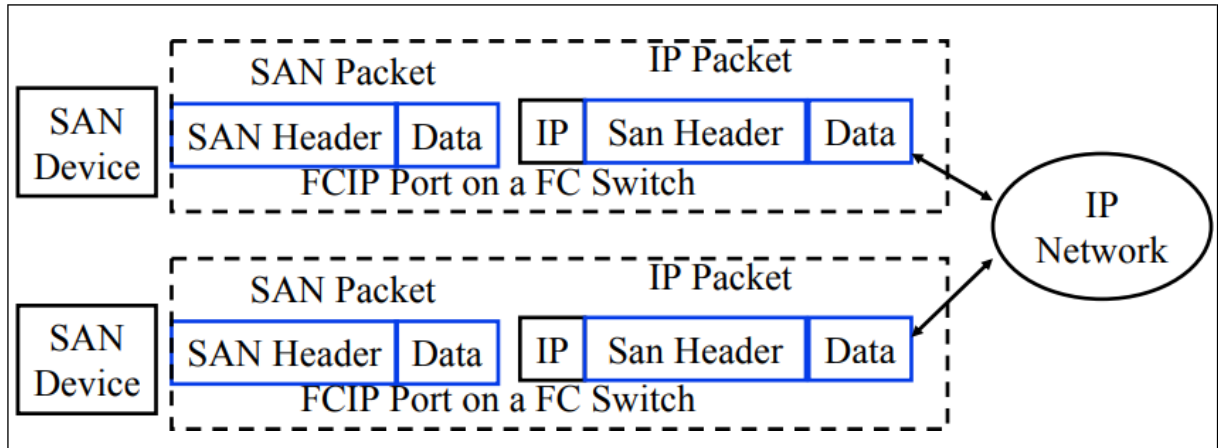 SAN Packet
IP Packet
SAN
Device
SAN Header
Data
IP
San Header
Data
FCIP Port on a FC Switch
IP
Network
SAN Packet
IP Packet
SAN
Device
SAN Header
Data
IP
San Header
Data
FCIP Port on a FC Switch